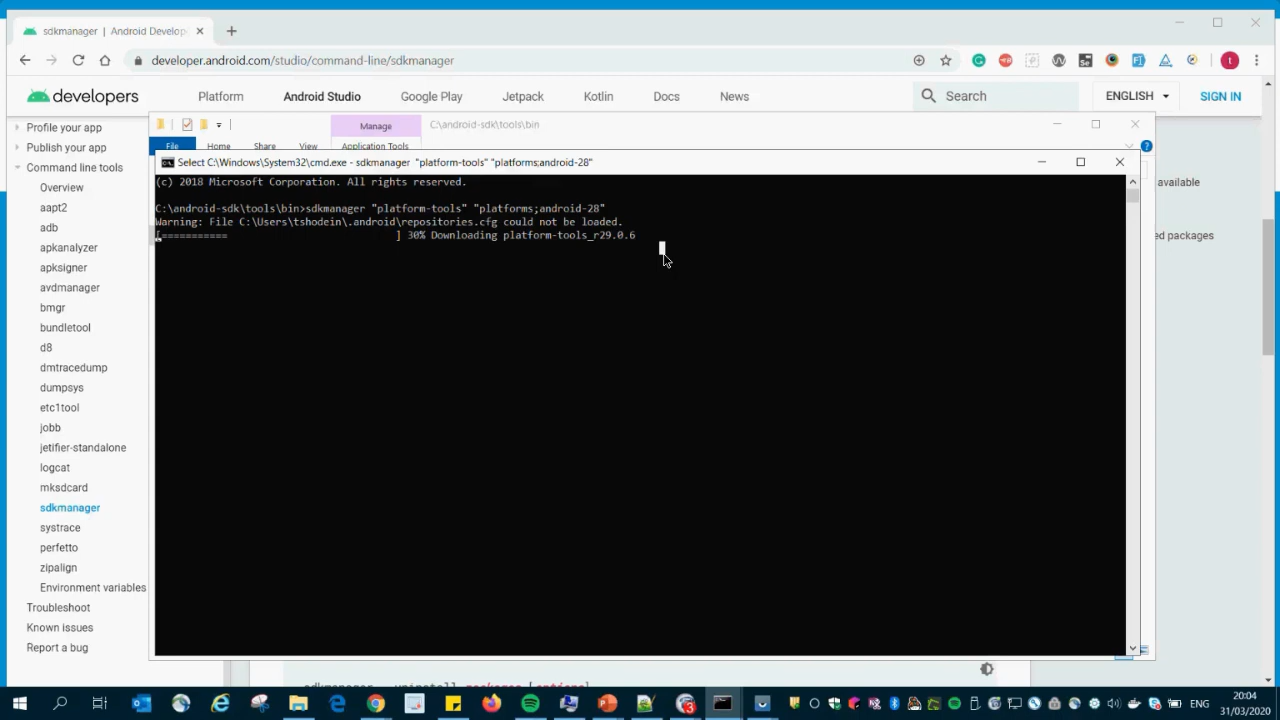 sdkmanager | Android Develop
developer.android.com/studio/command-line/sdkmanager
developers
Platform
Android Studio
Google Play
Jetpack
Kotlin
Docs
News
Search
ENGLISH
SIGN IN
Profile your app
Publish your app
Command line tools
Overview
aapt2
adb
apkanalyzer
apksigner
avdmanager
bmgr
bundletool
d8
dmtracedump
dumpsys
etc1tool
jobb
jetifier-standalone
logcat
mksdcard
sdkmanager
systrace
perfetto
zipalign
Environment variables
Troubleshoot
Known issues
Report a bug
Manage
C:\android-sdk\tools\bin
File
Home
Share
View
Application Tools
Select C:\Windows\System32\cmd.exe - sdkmanager "platform-tools" "platforms;android-28"
(c) 2018 Microsoft Corporation. All rights reserved.
C:\android-sdk\tools\bin>sdkmanager "platform-tools" "platforms;android-28"
Warning: File C:\Users\tshodein\.android\repositories.cfg could not be loaded.
[=========== ] 30% Downloading platform-tools_r29.0.6
available
ed packages
sdkmanager --uninstall packages [options]
ENG
20:04
31/03/2020